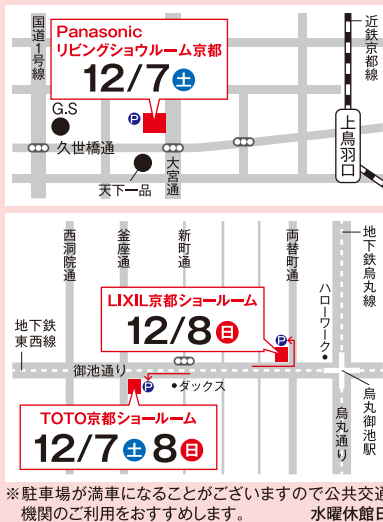 Panasonic
リビングショウルーム京都
12/7土
国道1号線
近鉄京都線
G.S
P
久世橋通
大宮通
天下一品
上鳥羽口
西洞院通
釜座通
新町通
両替町通
地下鉄烏丸線
LIXIL京都ショールーム
12/8日
ハローワーク
P
地下鉄
東西線
御池通り
P
ダックス
烏丸通り
烏丸御池駅
TOTO京都ショールーム
12/7土8日
※駐車場が満車になることがございますので公共交通
機関のご利用をおすすめします。 水曜休館日